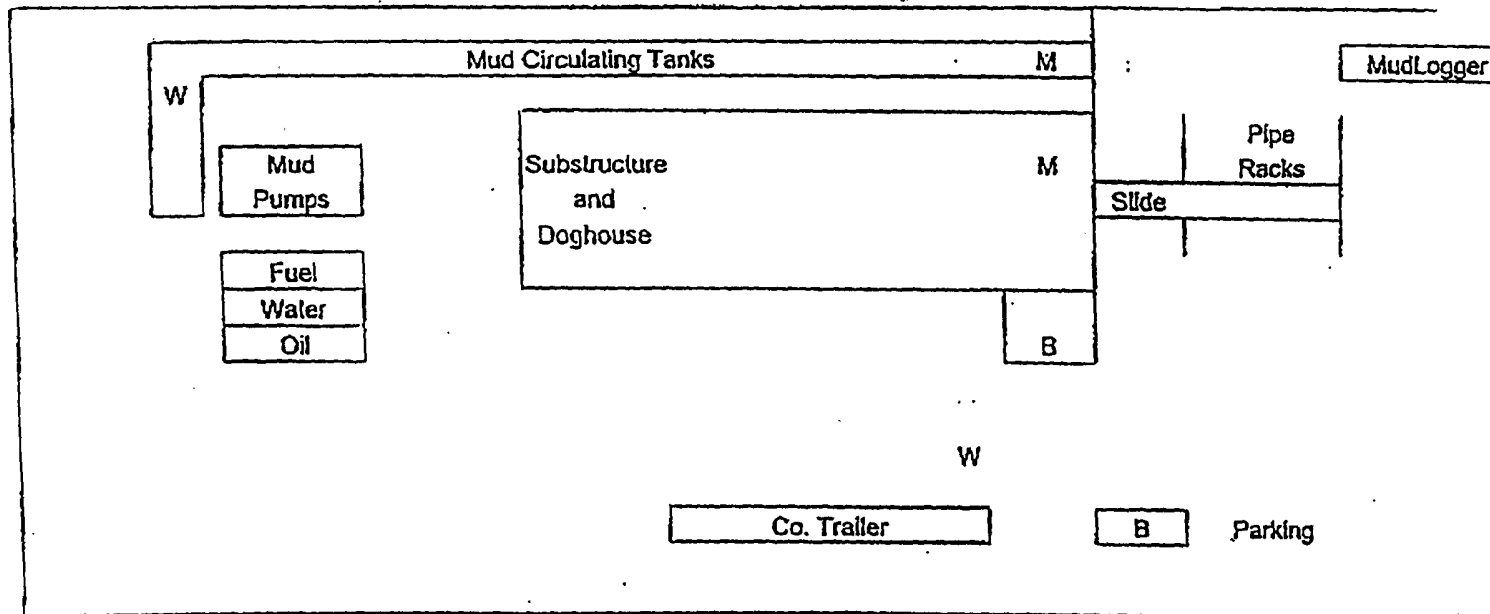 Mud Circulating Tanks
M
MudLogger
W
Mud
Pumps
Substructure
and
Doghouse
M
Pipe
Racks
Slide
Fuel
Water
Oil
B
W
Co. Trailer
B
Parking